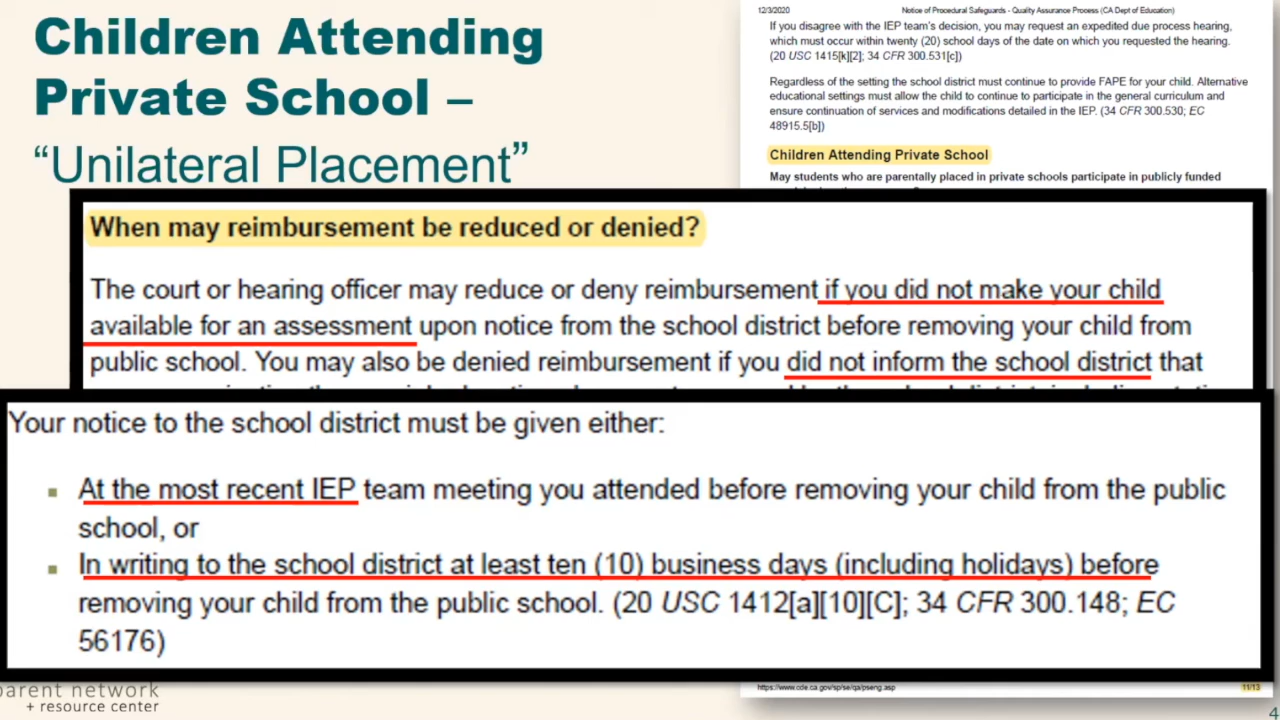 Children Attending
Private School –
“Unilateral Placement”
12/3/2020 Notice of Procedural Safeguards - Quality Assurance Process (CA Dept of Education)
If you disagree with the IEP team's decision, you may request an expedited due process hearing,
which must occur within twenty (20) school days of the date on which you requested the hearing.
(20 USC 1415[k][2]; 34 CFR 300.531[c])
Regardless of the setting the school district must continue to provide FAPE for your child. Alternative
educational settings must allow the child to continue to participate in the general curriculum and
ensure continuation of services and modifications detailed in the IEP. (34 CFR 300.530; EC
48915.5[b])
Children Attending Private School
May students who are parentally placed in private schools participate in publicly funded
When may reimbursement be reduced or denied?
The court or hearing officer may reduce or deny reimbursement if you did not make your child
available for an assessment upon notice from the school district before removing your child from
public school. You may also be denied reimbursement if you did not inform the school district that
Your notice to the school district must be given either:
At the most recent IEP team meeting you attended before removing your child from the public
school, or
In writing to the school district at least ten (10) business days (including holidays) before
removing your child from the public school. (20 USC 1412[a][10][C]; 34 CFR 300.148; EC
56176)
parent network
+ resource center
https://www.cde.ca.gov/sp/se/qa/pseng.asp 11/13
4